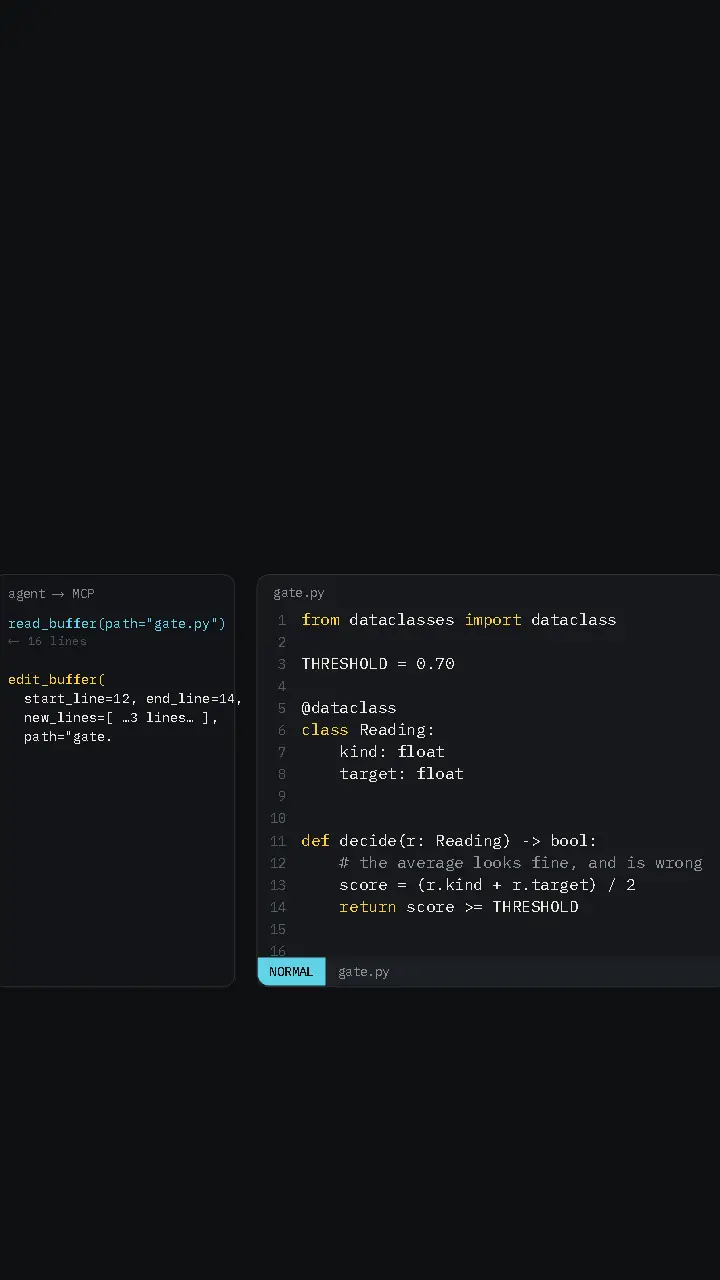 agent → MCP
read_buffer(path="gate.py")
← 16 lines
edit_buffer(
start_line=12, end_line=14,
new_lines=[ …3 lines… ],
path="gate.
gate.py
1 from dataclasses import dataclass
2
3 THRESHOLD = 0.70
4
5 @dataclass
6 class Reading:
7 kind: float
8 target: float
9
10
11 def decide(r: Reading) -> bool:
12 # the average looks fine, and is wrong
13 score = (r.kind + r.target) / 2
14 return score >= THRESHOLD
15
16
NORMAL gate.py